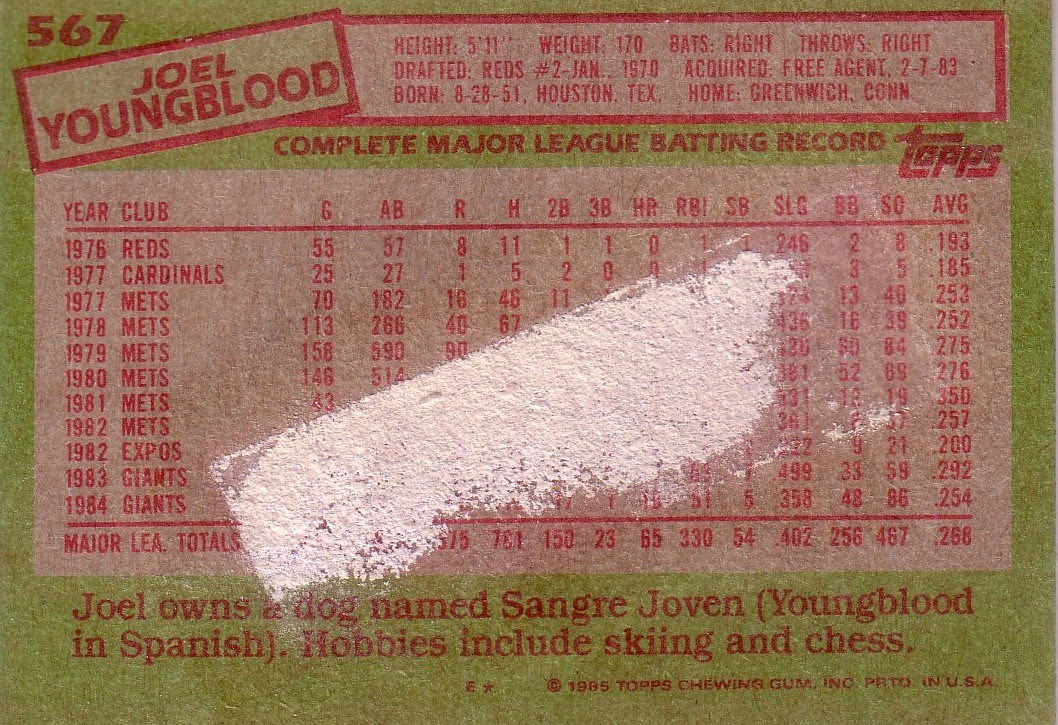 567
JOEL
YOUNGBLOOD
HEIGHT: 5'11" WEIGHT: 170 BATS: RIGHT THROWS: RIGHT
DRAFTED: REDS #2-JAN., 1970 ACQUIRED: FREE AGENT, 2-7-83
BORN: 8-28-51, HOUSTON, TEX. HOME: GREENWICH, CONN
COMPLETE MAJOR LEAGUE BATTING RECORD topps
YEAR CLUB G AB R H 2B 3B HR RBI SB SLG BB SO AVG
1976 REDS 55 57 8 11 1 1 0 1 1 .246 2 8 .193
1977 CARDINALS 25 27 1 5 2 0 0 3 5 .185
1977 METS 70 182 16 46 11 13 40 .253
1978 METS 113 266 40 67 .436 16 39 .252
1979 METS 158 590 90 60 84 .275
1980 METS 146 514 52 69 .276
1981 METS 43 19 .350
1982 METS .257
1982 EXPOS 9 21 .200
1983 GIANTS .499 33 59 .292
1984 GIANTS 17 1 51 5 .358 48 86 .254
MAJOR LEA. TOTALS 761 150 23 65 330 54 .402 256 467 .266
Joel owns a dog named Sangre Joven (Youngblood
in Spanish). Hobbies include skiing and chess.
E * © 1985 TOPPS CHEWING GUM, INC. PRTD. IN U.S.A.